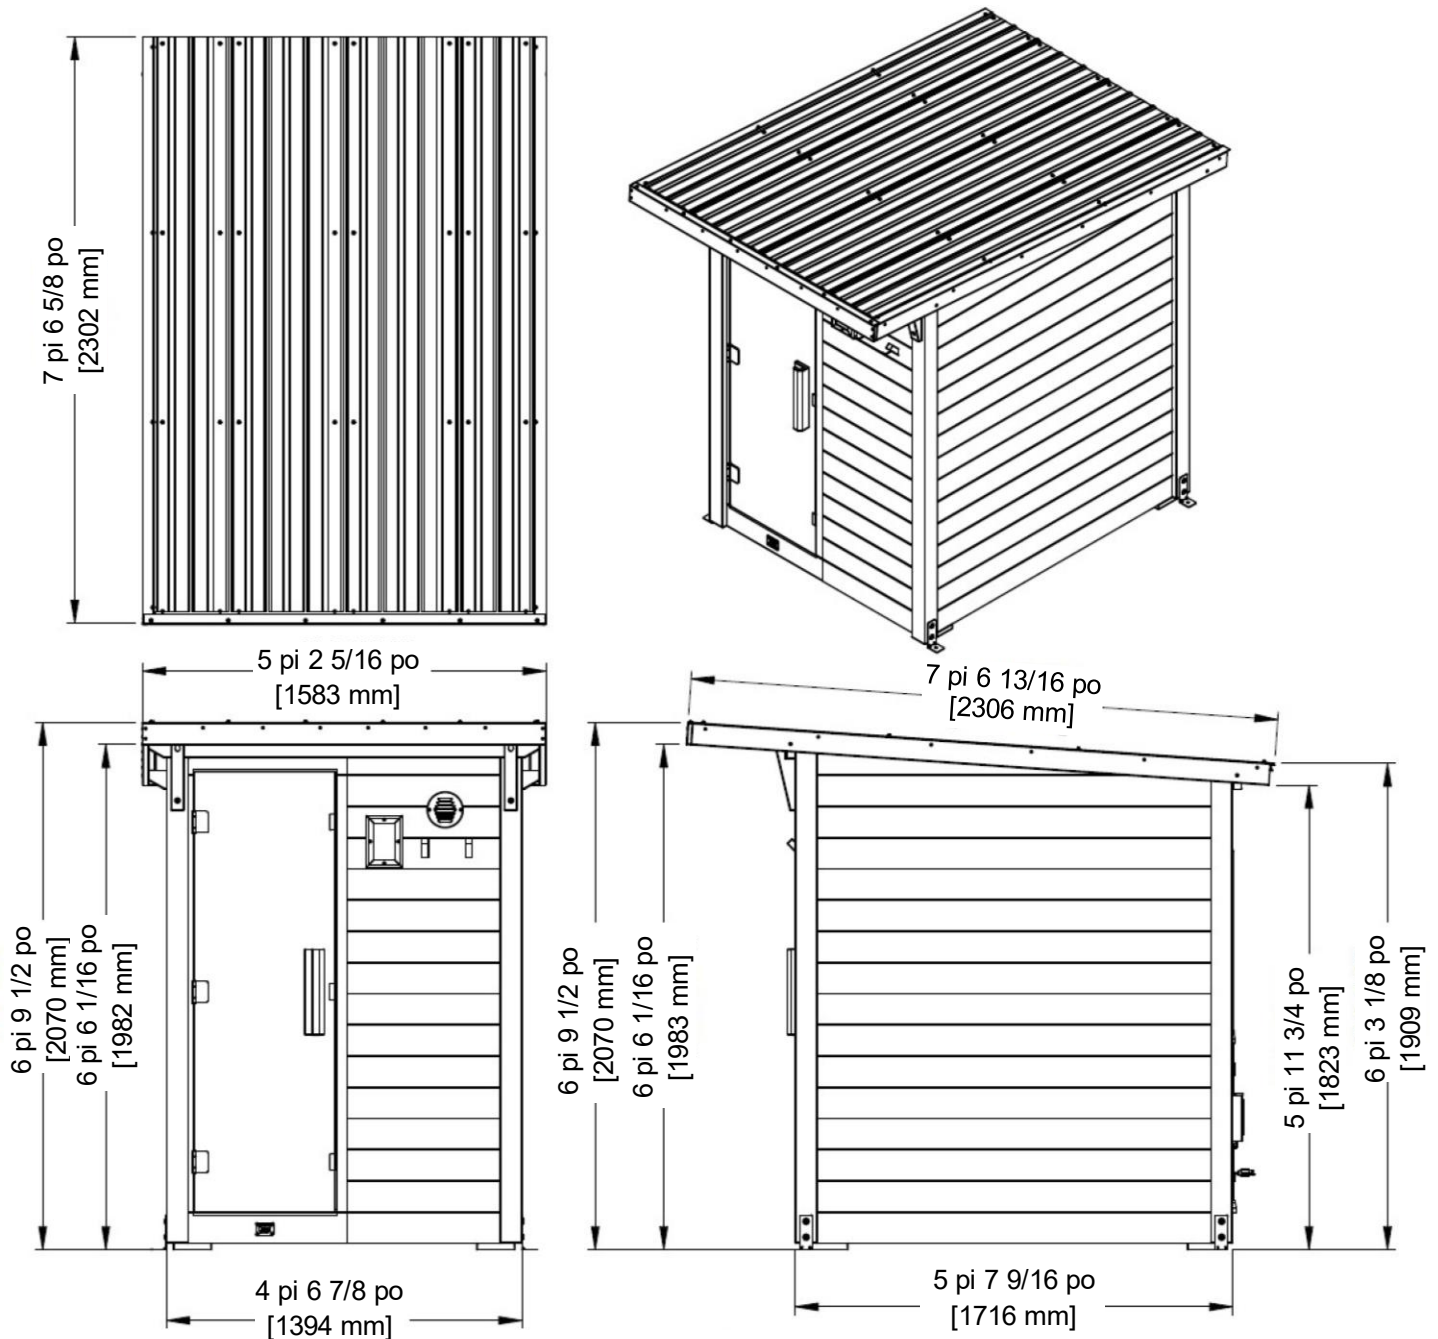 7 pi 6 5/8 po
[2302 mm]
5 pi 2 5/16 po
[1583 mm]
7 pi 6 13/16 po
[2306 mm]
6 pi 9 1/2 po
[2070 mm]
6 pi 6 1/16 po
[1982 mm]
6 pi 9 1/2 po
[2070 mm]
6 pi 6 1/16 po
[1983 mm]
5 pi 11 3/4 po
[1823 mm]
6 pi 3 1/8 po
[1909 mm]
4 pi 6 7/8 po
[1394 mm]
5 pi 7 9/16 po
[1716 mm]